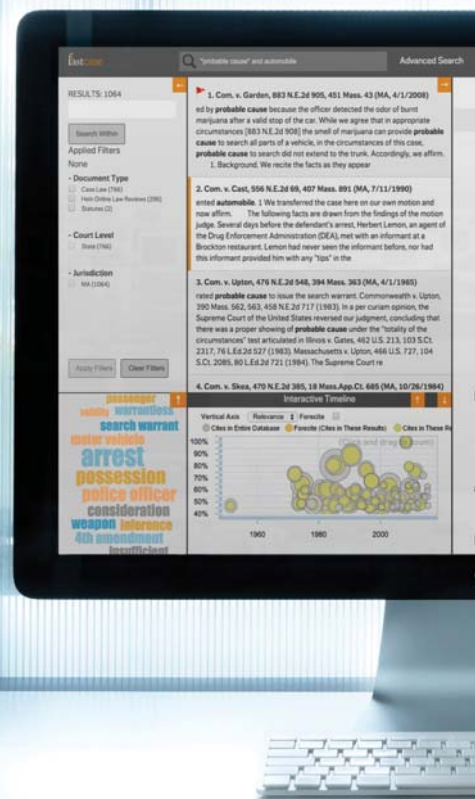 fastcase
"probable cause" and automobile
Advanced Search
RESULTS: 1064
Search Within
Applied Filters
None
- Document Type
Case Law (766)
Hein Online Law Reviews (296)
Statutes (2)
- Court Level
State (766)
- Jurisdiction
MA (1064)
Apply Filters
Clear Filters
1. Com. v. Garden, 883 N.E.2d 905, 451 Mass. 43 (MA, 4/1/2008)
ed by probable cause because the officer detected the odor of burnt
marijuana after a valid stop of the car. While we agree that in appropriate
circumstances [883 N.E.2d 908] the smell of marijuana can provide probable
cause to search all parts of a vehicle, in the circumstances of this case,
probable cause to search did not extend to the trunk. Accordingly, we affirm.
1. Background. We recite the facts as they appear
2. Com. v. Cast, 556 N.E.2d 69, 407 Mass. 891 (MA, 7/11/1990)
ented automobile. 1 We transferred the case here on our own motion and
now affirm. The following facts are drawn from the findings of the motion
judge. Several days before the defendant's arrest, Herbert Lemon, an agent of
the Drug Enforcement Administration (DEA), met with an informant at a
Brockton restaurant. Lemon had never seen the informant before, nor had
this informant provided him with any "tips" in the
3. Com. v. Upton, 476 N.E.2d 548, 394 Mass. 363 (MA, 4/1/1985)
rated probable cause to issue the search warrant. Commonwealth v. Upton,
390 Mass. 562, 563, 458 N.E.2d 717 (1983). In a per curiam opinion, the
Supreme Court of the United States reversed our judgment, concluding that
there was a proper showing of probable cause under the "totality of the
circumstances" test articulated in Illinois v. Gates, 462 U.S. 213, 103 S.Ct.
2317, 76 L.Ed.2d 527 (1983). Massachusetts v. Upton, 466 U.S. 727, 104
S.Ct. 2085, 80 L.Ed.2d 721 (1984). The Supreme Court re
4. Com. v. Skea, 470 N.E.2d 385, 18 Mass.App.Ct. 685 (MA, 10/26/1984)
passenger
validity warrantless
search warrant
motor vehicle
arrest
possession
police officer
consideration
weapon inference
4th amendment
insufficient
Interactive Timeline
Vertical Axis Relevance Forecite
Cites in Entire Database Forecite (Cites in These Results) Cites in These R
(Click and drag to zoom!)
100%
90%
80%
70%
60%
50%
40%
1960 1980 2000